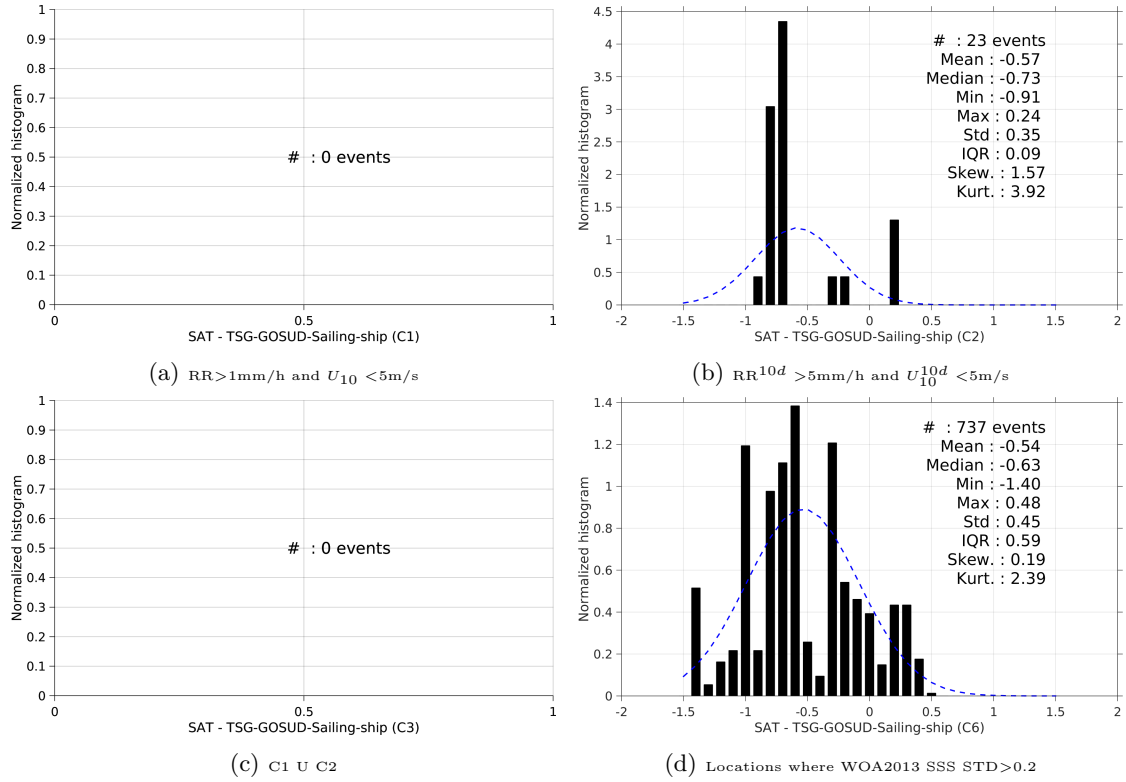 1
0.9
0.8
0.7
0.6
0.5
0.4
0.3
0.2
0.1
0
Normalized histogram
# : 0 events
0 0.5 1
SAT - TSG-GOSUD-Sailing-ship (C1)
(a) RR>1mm/h and U10 <5m/s
4.5
4
3.5
3
2.5
2
1.5
1
0.5
0
Normalized histogram
# : 23 events
Mean : -0.57
Median : -0.73
Min : -0.91
Max : 0.24
Std : 0.35
IQR : 0.09
Skew. : 1.57
Kurt. : 3.92
-2 -1.5 -1 -0.5 0 0.5 1 1.5 2
SAT - TSG-GOSUD-Sailing-ship (C2)
(b) RR10d >5mm/h and U10d10 <5m/s
1
0.9
0.8
0.7
0.6
0.5
0.4
0.3
0.2
0.1
0
Normalized histogram
# : 0 events
0 0.5 1
SAT - TSG-GOSUD-Sailing-ship (C3)
(c) C1 U C2
1.4
1.2
1
0.8
0.6
0.4
0.2
0
Normalized histogram
# : 737 events
Mean : -0.54
Median : -0.63
Min : -1.40
Max : 0.48
Std : 0.45
IQR : 0.59
Skew. : 0.19
Kurt. : 2.39
-2 -1.5 -1 -0.5 0 0.5 1 1.5 2
SAT - TSG-GOSUD-Sailing-ship (C6)
(d) Locations where WOA2013 SSS STD>0.2